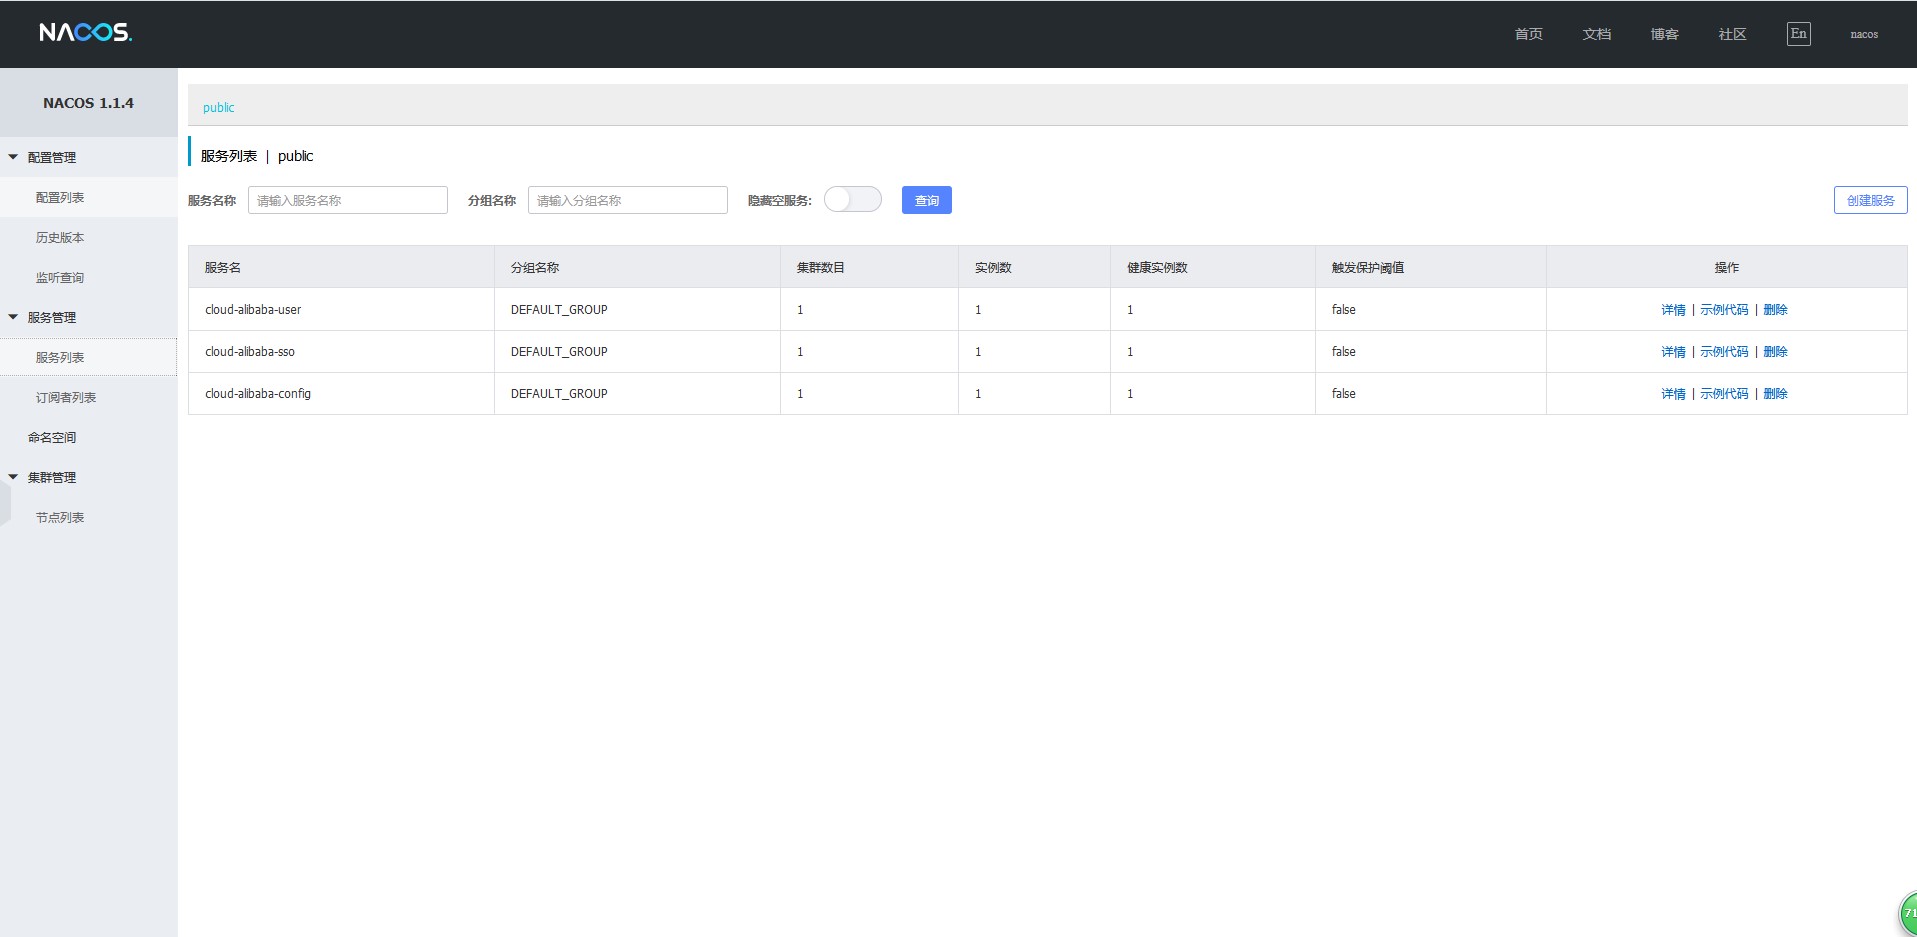 NACOS.
首页 文档 博客 社区 En nacos
NACOS 1.1.4
配置管理
配置列表
历史版本
监听查询
服务管理
服务列表
订阅者列表
命名空间
集群管理
节点列表
public
服务列表 | public
服务名称 请输入服务名称 分组名称 请输入分组名称 隐藏空服务: 查询 创建服务
服务名 分组名称 集群数目 实例数 健康实例数 触发保护阈值 操作
cloud-alibaba-user DEFAULT_GROUP 1 1 1 false 详情 | 示例代码 | 删除
cloud-alibaba-sso DEFAULT_GROUP 1 1 1 false 详情 | 示例代码 | 删除
cloud-alibaba-config DEFAULT_GROUP 1 1 1 false 详情 | 示例代码 | 删除